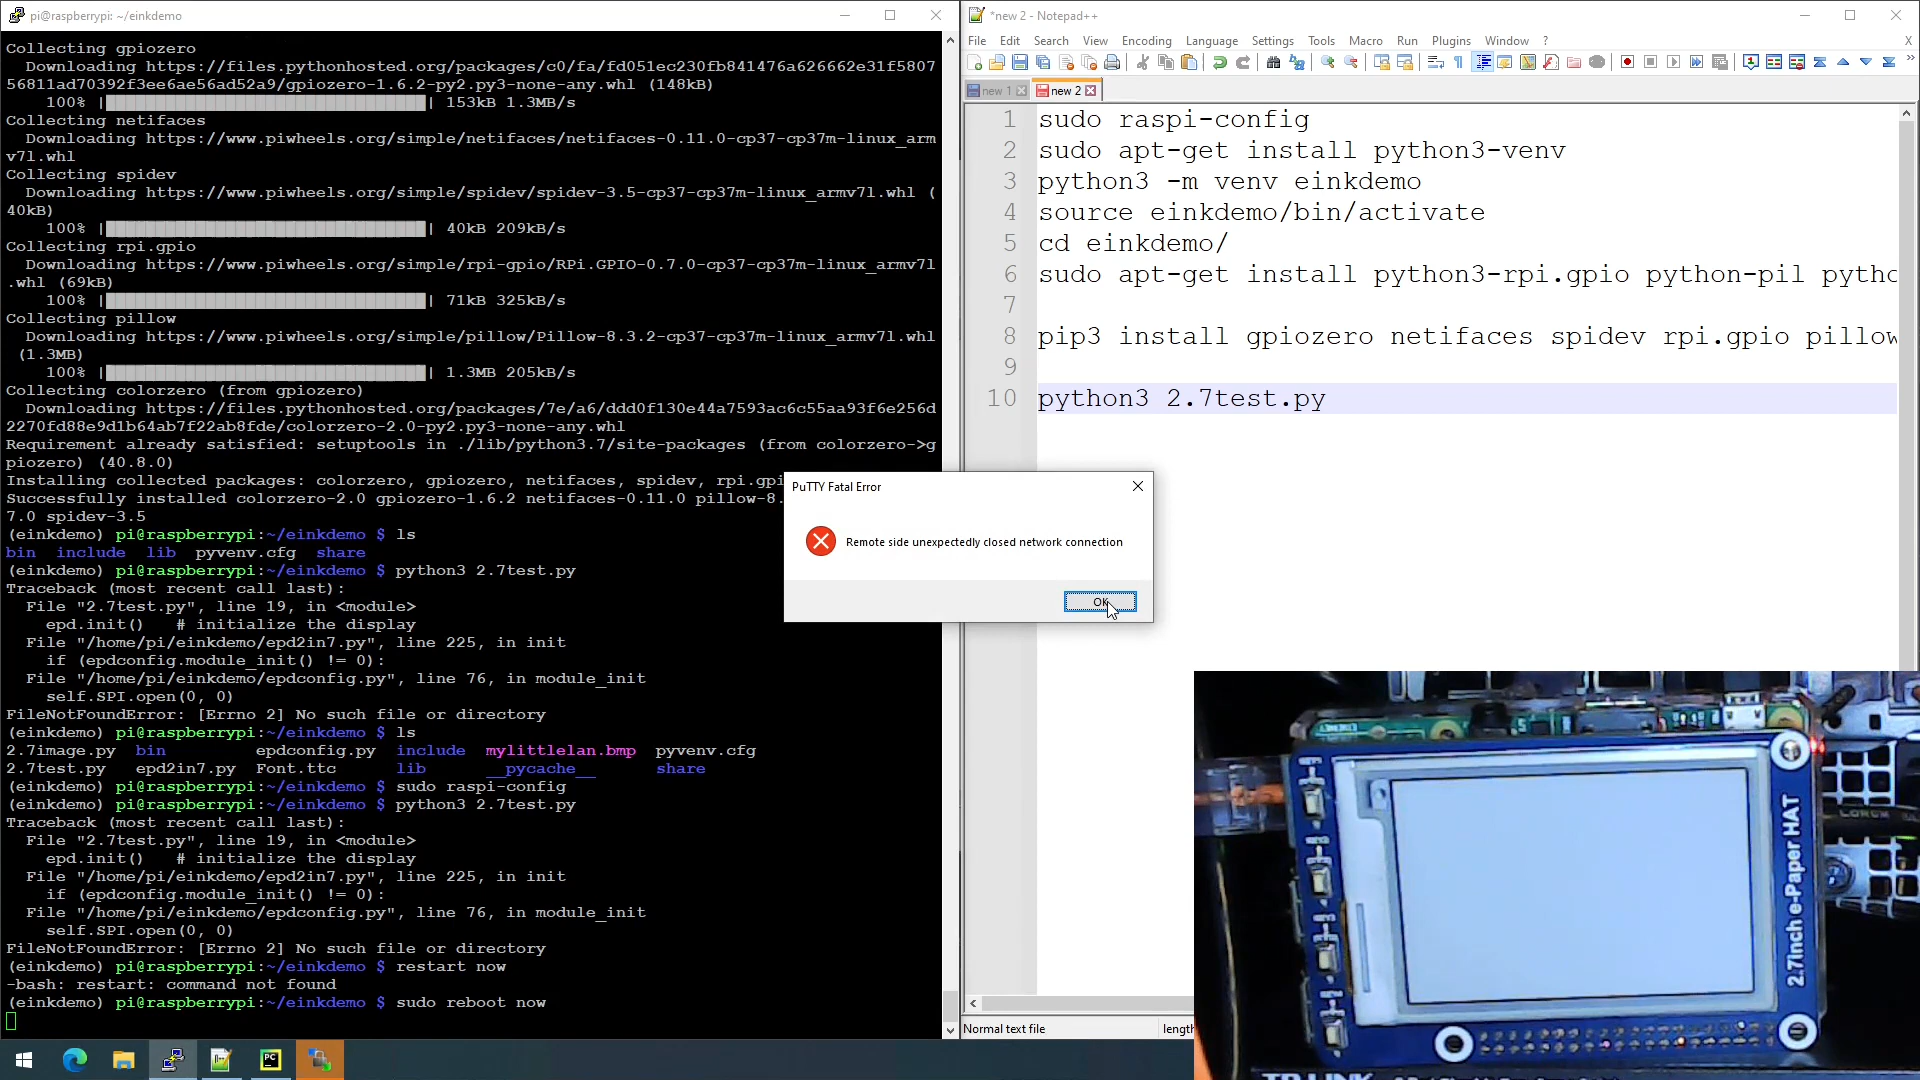 pi@raspberrypi: ~/einkdemo
Collecting gpiozero
  Downloading https://files.pythonhosted.org/packages/c0/fa/fd051ec230fb841476a626662e31f5807
56811ad70392f3ee6ae56ad52a9/gpiozero-1.6.2-py2.py3-none-any.whl (148kB)
    100% | | 153kB 1.3MB/s
Collecting netifaces
  Downloading https://www.piwheels.org/simple/netifaces/netifaces-0.11.0-cp37-cp37m-linux_arm
v7l.whl
Collecting spidev
  Downloading https://www.piwheels.org/simple/spidev/spidev-3.5-cp37-cp37m-linux_armv7l.whl (
40kB)
    100% | | 40kB 209kB/s
Collecting rpi.gpio
  Downloading https://www.piwheels.org/simple/rpi-gpio/RPi.GPIO-0.7.0-cp37-cp37m-linux_armv7l
.whl (69kB)
    100% | | 71kB 325kB/s
Collecting pillow
  Downloading https://www.piwheels.org/simple/pillow/Pillow-8.3.2-cp37-cp37m-linux_armv7l.whl
 (1.3MB)
    100% | | 1.3MB 205kB/s
Collecting colorzero (from gpiozero)
  Downloading https://files.pythonhosted.org/packages/7e/a6/ddd0f130e44a7593ac6c55aa93f6e256d
2270fd88e9d1b64ab7f22ab8fde/colorzero-2.0-py2.py3-none-any.whl
Requirement already satisfied: setuptools in ./lib/python3.7/site-packages (from colorzero->g
piozero) (40.8.0)
Installing collected packages: colorzero, gpiozero, netifaces, spidev, rpi.gpi
Successfully installed colorzero-2.0 gpiozero-1.6.2 netifaces-0.11.0 pillow-8.
7.0 spidev-3.5
(einkdemo) pi@raspberrypi:~/einkdemo $ ls
bin  include  lib  pyvenv.cfg  share
(einkdemo) pi@raspberrypi:~/einkdemo $ python3 2.7test.py
Traceback (most recent call last):
  File "2.7test.py", line 19, in <module>
    epd.init()   # initialize the display
  File "/home/pi/einkdemo/epd2in7.py", line 225, in init
    if (epdconfig.module_init() != 0):
  File "/home/pi/einkdemo/epdconfig.py", line 76, in module_init
    self.SPI.open(0, 0)
FileNotFoundError: [Errno 2] No such file or directory
(einkdemo) pi@raspberrypi:~/einkdemo $ ls
2.7image.py  bin         epdconfig.py  include  mylittlelan.bmp  pyvenv.cfg
2.7test.py   epd2in7.py  Font.ttc      lib      __pycache__      share
(einkdemo) pi@raspberrypi:~/einkdemo $ sudo raspi-config
(einkdemo) pi@raspberrypi:~/einkdemo $ python3 2.7test.py
Traceback (most recent call last):
  File "2.7test.py", line 19, in <module>
    epd.init()   # initialize the display
  File "/home/pi/einkdemo/epd2in7.py", line 225, in init
    if (epdconfig.module_init() != 0):
  File "/home/pi/einkdemo/epdconfig.py", line 76, in module_init
    self.SPI.open(0, 0)
FileNotFoundError: [Errno 2] No such file or directory
(einkdemo) pi@raspberrypi:~/einkdemo $ restart now
-bash: restart: command not found
(einkdemo) pi@raspberrypi:~/einkdemo $ sudo reboot now
*new 2 - Notepad++
File Edit Search View Encoding Language Settings Tools Macro Run Plugins Window ? X
new 1 new 2
1 sudo raspi-config
2 sudo apt-get install python3-venv
3 python3 -m venv einkdemo
4 source einkdemo/bin/activate
5 cd einkdemo/
6 sudo apt-get install python3-rpi.gpio python-pil pytho
7
8 pip3 install gpiozero netifaces spidev rpi.gpio pillow
9
10 python3 2.7test.py
Normal text file length
PuTTY Fatal Error
Remote side unexpectedly closed network connection
OK
2.7inch e-Paper HAT
TP-LINK
PC